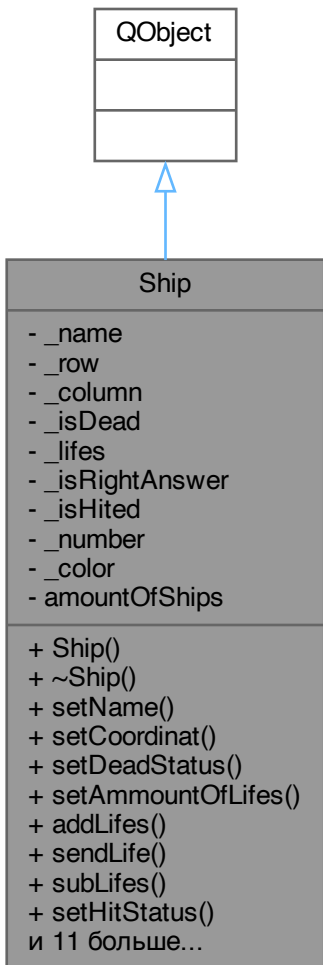 QObject
Ship
- _name
- _row
- _column
- _isDead
- _lifes
- _isRightAnswer
- _isHited
- _number
- _color
- amountOfShips
+ Ship()
+ ~Ship()
+ setName()
+ setCoordinat()
+ setDeadStatus()
+ setAmmountOfLifes()
+ addLifes()
+ sendLife()
+ subLifes()
+ setHitStatus()
и 11 больше...